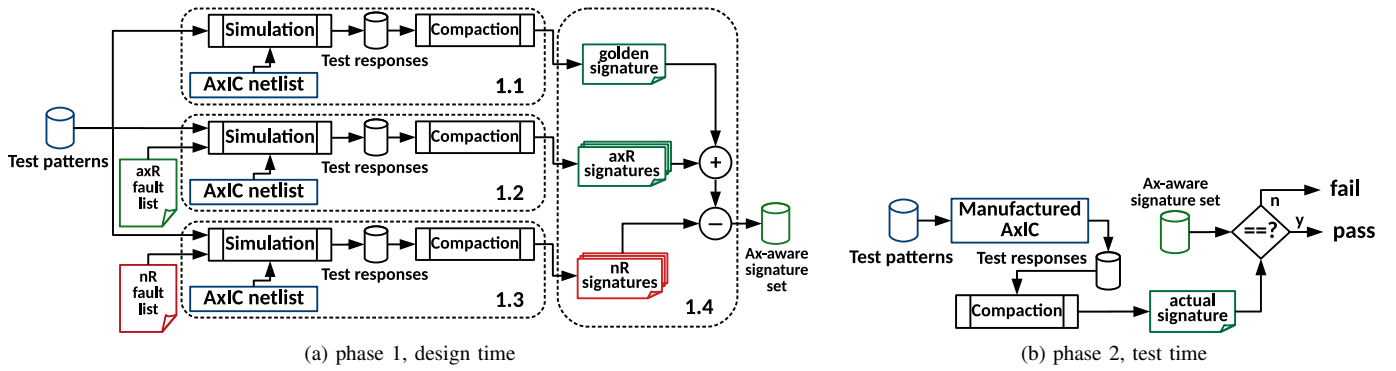 Simulation
Compaction
Test responses
AxIC netlist
1.1
golden
signature
Test patterns
Simulation
Compaction
Test responses
axR
fault
list
AxIC netlist
1.2
axR
signatures
+
−
Simulation
Compaction
Test responses
nR
fault
list
AxIC netlist
1.3
nR
signatures
1.4
Ax-aware
signature
set
(a) phase 1, design time
Test patterns
Manufactured
AxIC
Test responses
Compaction
actual
signature
Ax-aware
signature set
==?
n
fail
y
pass
(b) phase 2, test time